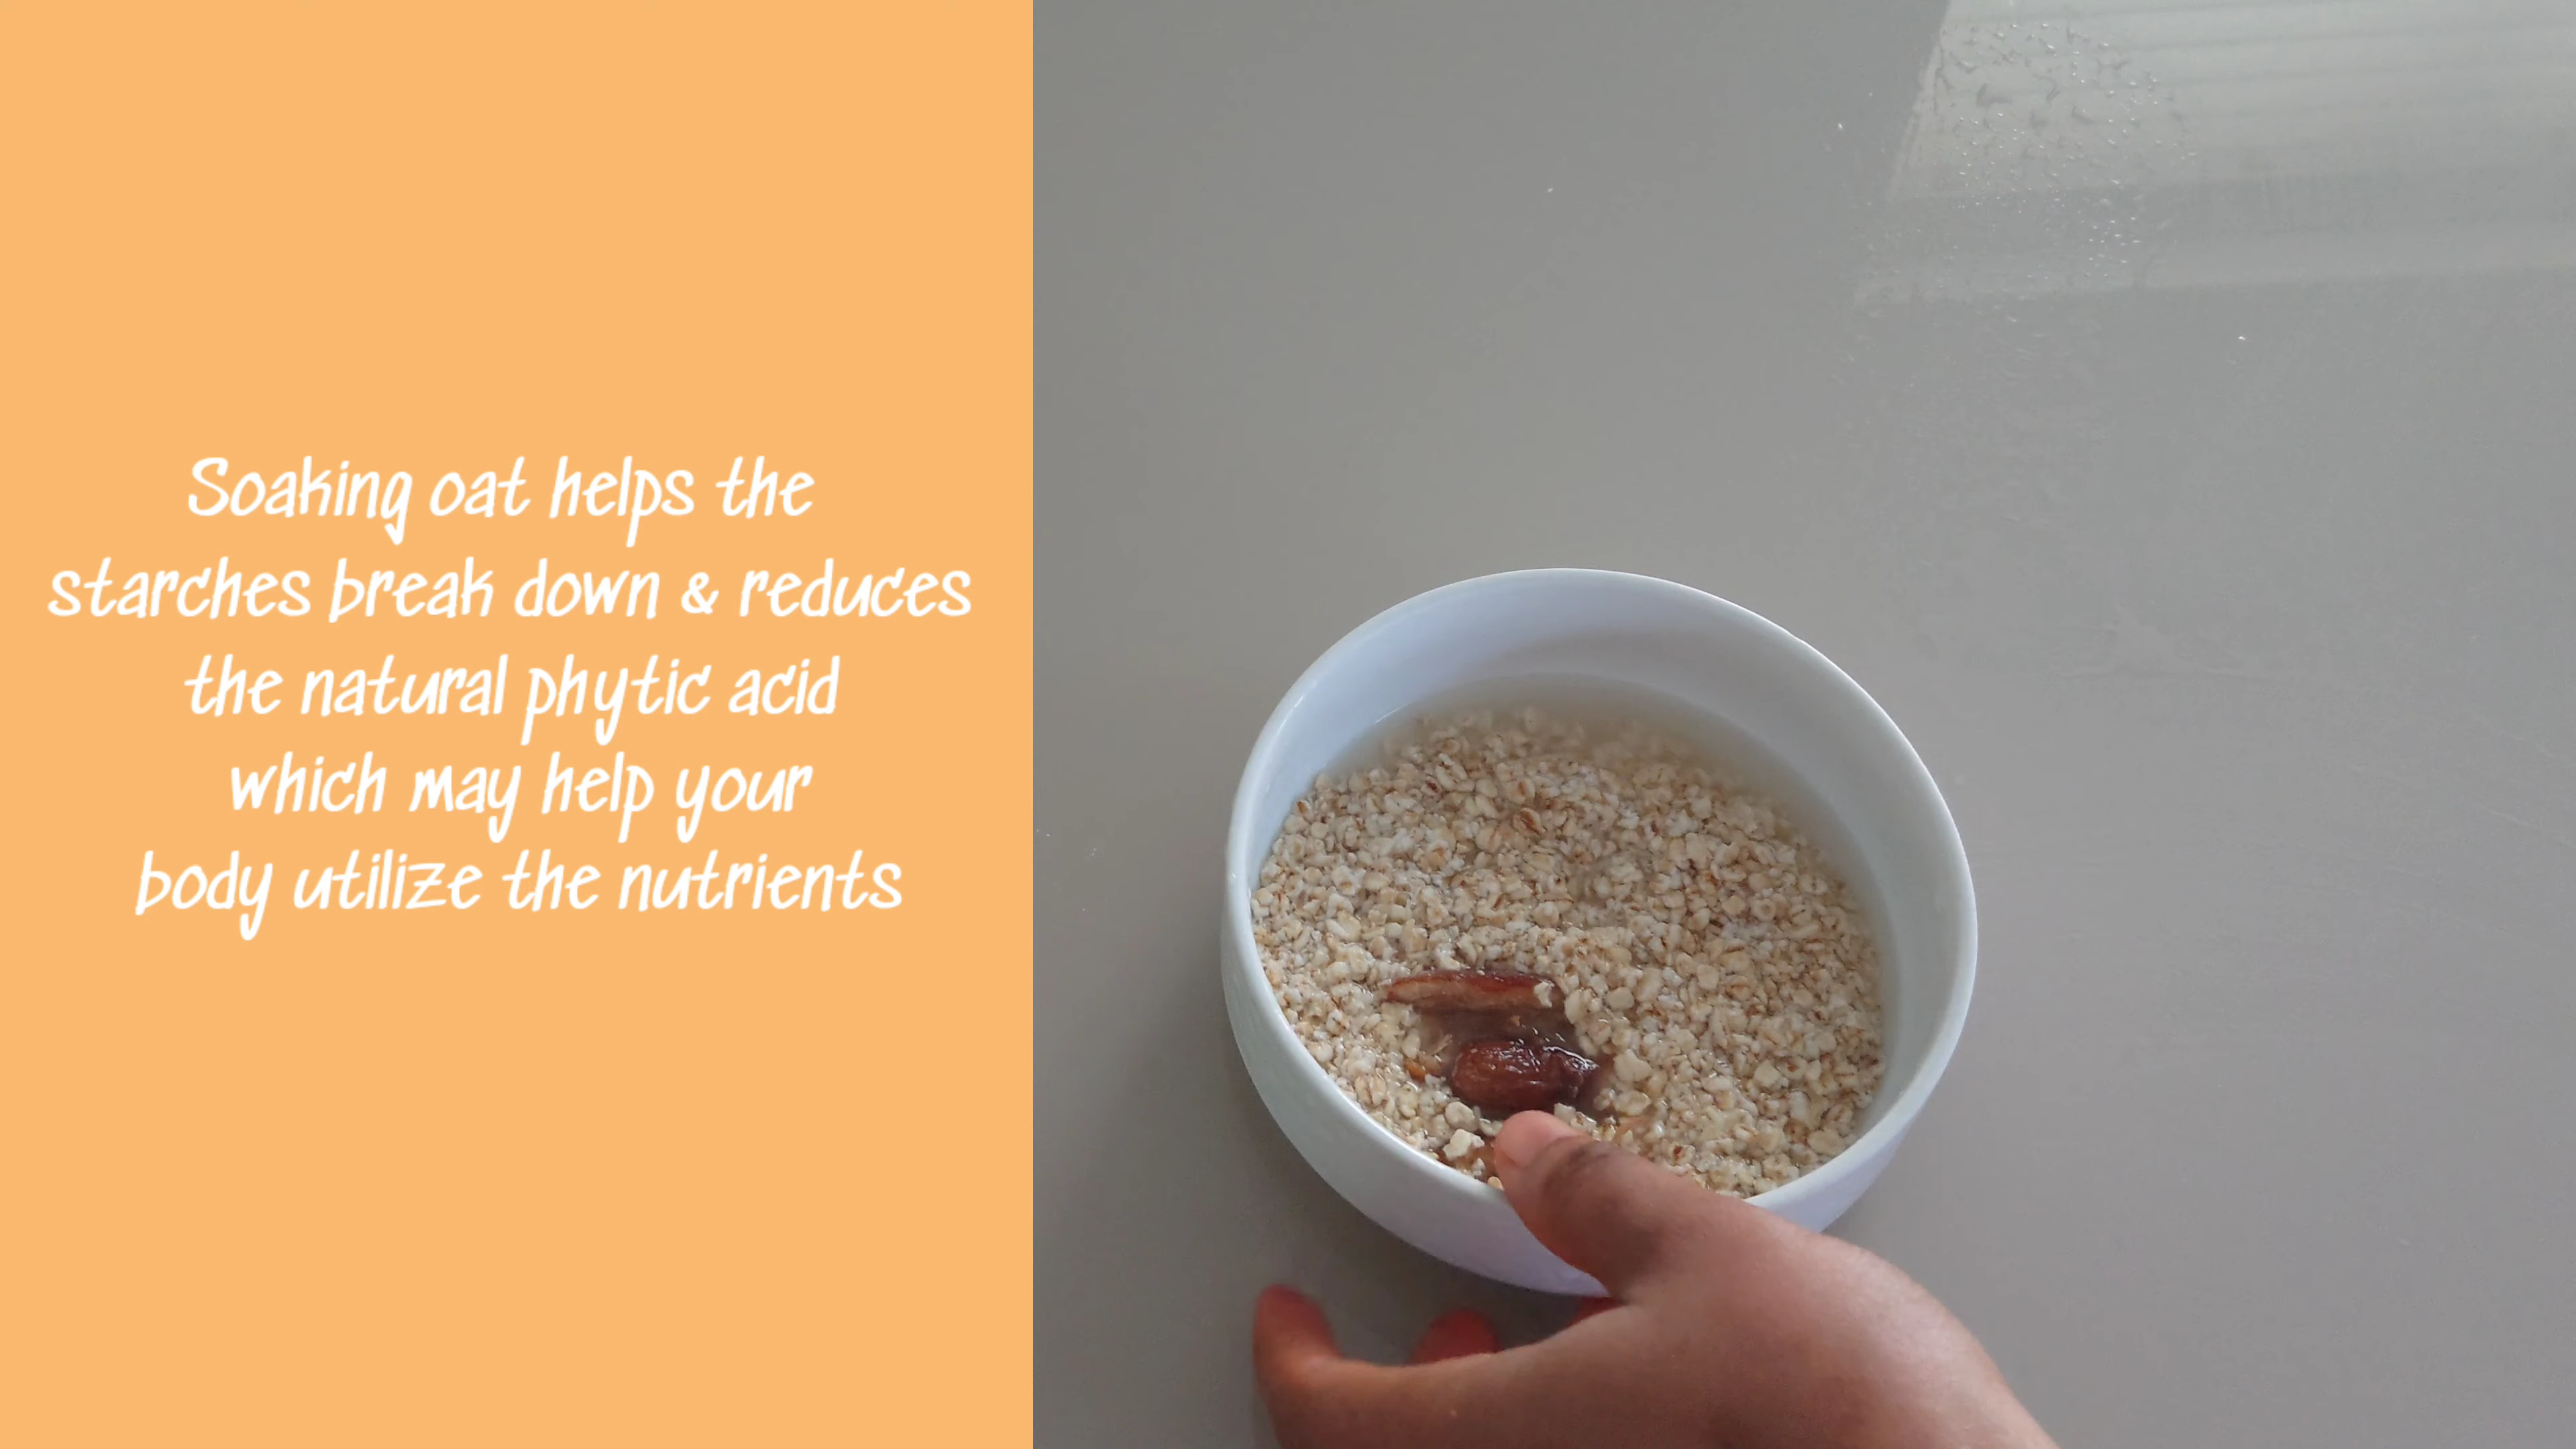 Soaking oat helps the
starches break down & reduces
the natural phytic acid
which may help your
body utilize the nutrients